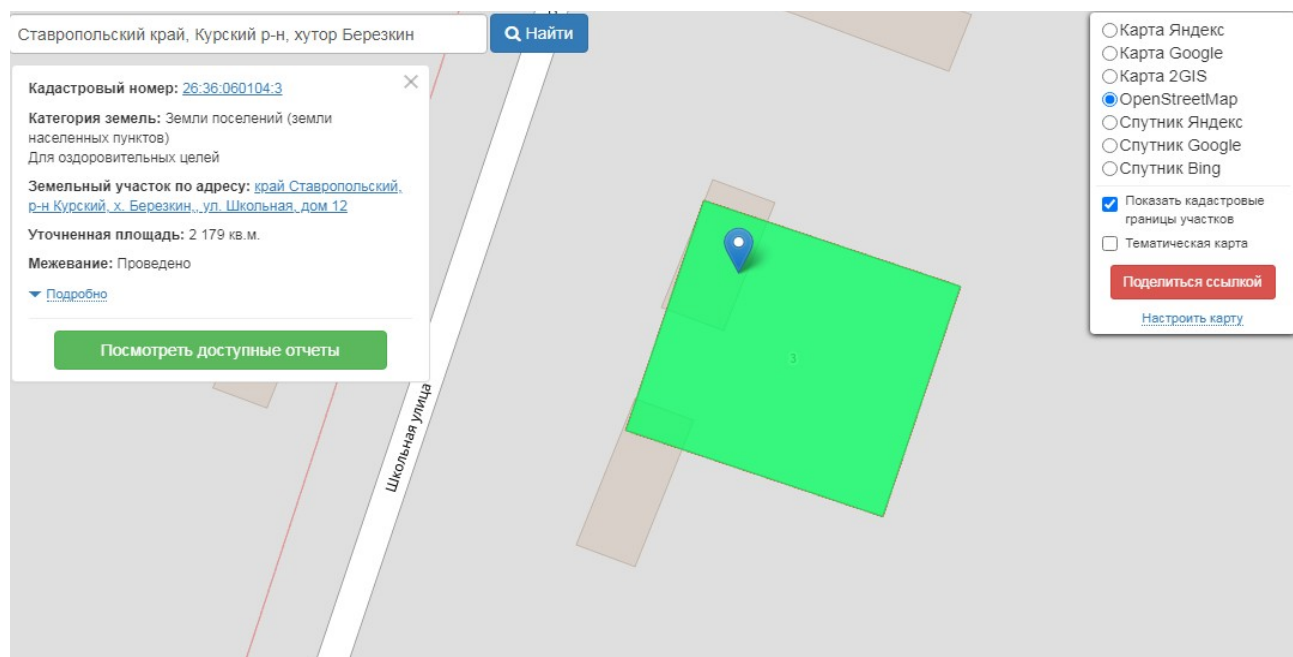 Ставропольский край, Курский р-н, хутор Березкин
Найти
Кадастровый номер: 26:36:060104:3
Категория земель: Земли поселений (земли
населенных пунктов)
Для оздоровительных целей
Земельный участок по адресу: край Ставропольский,
р-н Курский, х. Березкин,, ул. Школьная, дом 12
Уточненная площадь: 2 179 кв.м.
Межевание: Проведено
Подробно
Посмотреть доступные отчеты
Школьная улица
3
Карта Яндекс
Карта Google
Карта 2GIS
OpenStreetMap
Спутник Яндекс
Спутник Google
Спутник Bing
Показать кадастровые
границы участков
Тематическая карта
Поделиться ссылкой
Настроить карту